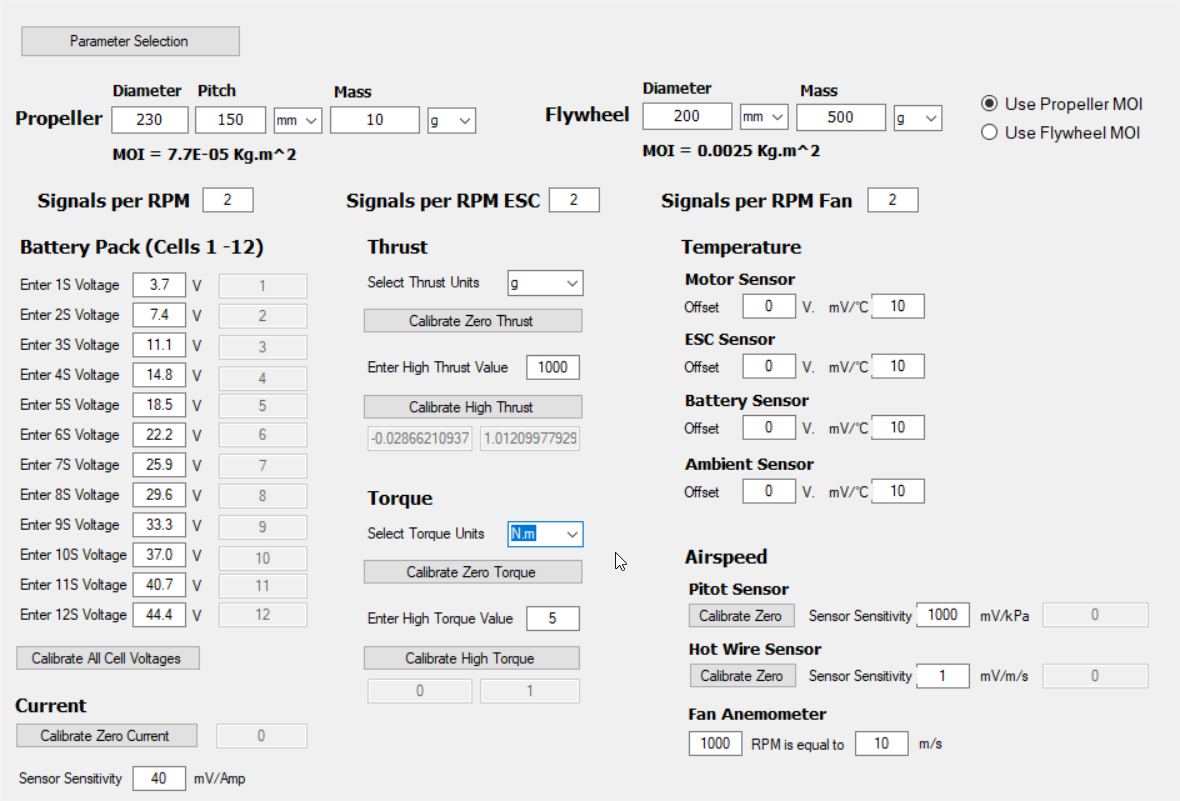 Parameter Selection
Diameter Pitch Mass
Propeller 230 150 mm 10 g
MOI = 7.7E-05 Kg.m^2
Diameter Mass
Flywheel 200 mm 500 g
MOI = 0.0025 Kg.m^2
Use Propeller MOI
Use Flywheel MOI
Signals per RPM 2
Signals per RPM ESC 2
Signals per RPM Fan 2
Battery Pack (Cells 1 -12)
Enter 1S Voltage 3.7 V 1
Enter 2S Voltage 7.4 V 2
Enter 3S Voltage 11.1 V 3
Enter 4S Voltage 14.8 V 4
Enter 5S Voltage 18.5 V 5
Enter 6S Voltage 22.2 V 6
Enter 7S Voltage 25.9 V 7
Enter 8S Voltage 29.6 V 8
Enter 9S Voltage 33.3 V 9
Enter 10S Voltage 37.0 V 10
Enter 11S Voltage 40.7 V 11
Enter 12S Voltage 44.4 V 12
Calibrate All Cell Voltages
Current
Calibrate Zero Current 0
Sensor Sensitivity 40 mV/Amp
Thrust
Select Thrust Units g
Calibrate Zero Thrust
Enter High Thrust Value 1000
Calibrate High Thrust
-0.02866210937 1.01209977929
Torque
Select Torque Units N.m
Calibrate Zero Torque
Enter High Torque Value 5
Calibrate High Torque
0 1
Temperature
Motor Sensor
Offset 0 V. mV/°C 10
ESC Sensor
Offset 0 V. mV/°C 10
Battery Sensor
Offset 0 V. mV/°C 10
Ambient Sensor
Offset 0 V. mV/°C 10
Airspeed
Pitot Sensor
Calibrate Zero Sensor Sensitivity 1000 mV/kPa 0
Hot Wire Sensor
Calibrate Zero Sensor Sensitivity 1 mV/m/s 0
Fan Anemometer
1000 RPM is equal to 10 m/s